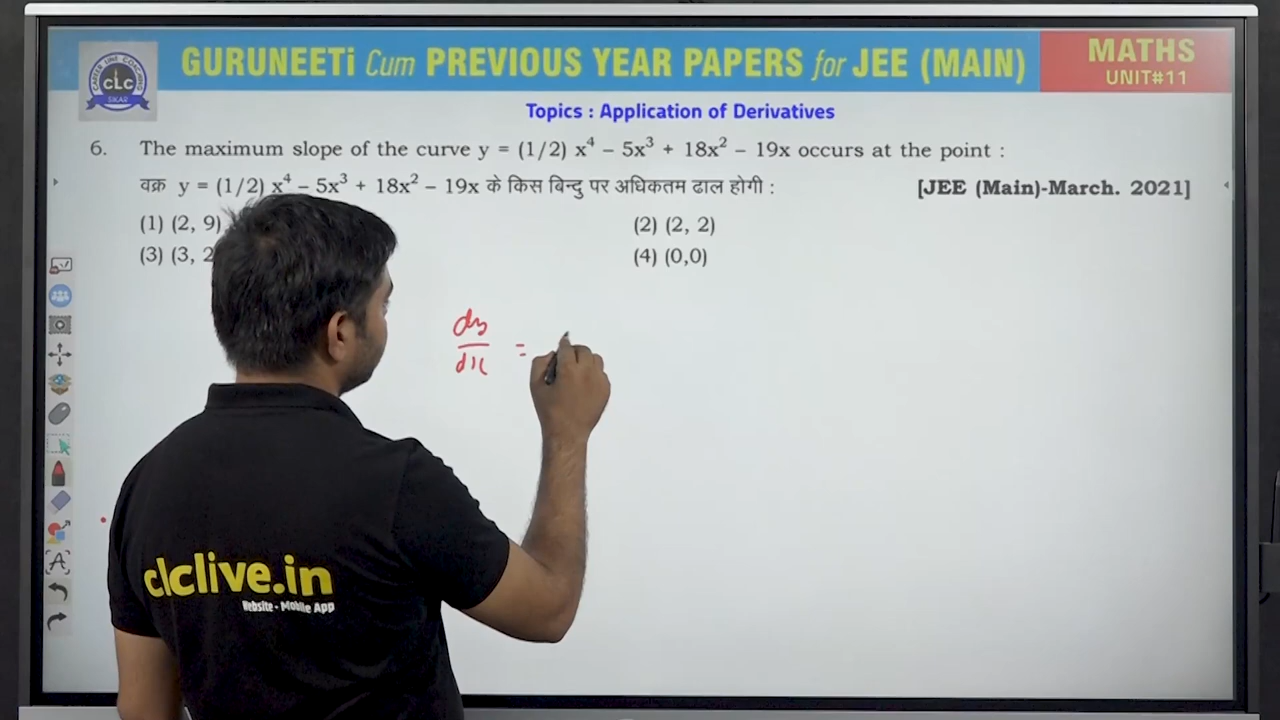 GURUNEETi Cum PREVIOUS YEAR PAPERS for JEE (MAIN)
MATHS
UNIT#11
CAREER LINE COACHING
CLC
SIKAR
Topics : Application of Derivatives
6. The maximum slope of the curve y = (1/2) x⁴ – 5x³ + 18x² – 19x occurs at the point :
वक्र y = (1/2) x⁴ – 5x³ + 18x² – 19x के किस बिन्दु पर अधिकतम ढाल होगी : [JEE (Main)-March. 2021]
(1) (2, 9) (2) (2, 2)
(3) (3, 2 (4) (0,0)
dy/dx =
clclive.in
Website - Mobile App